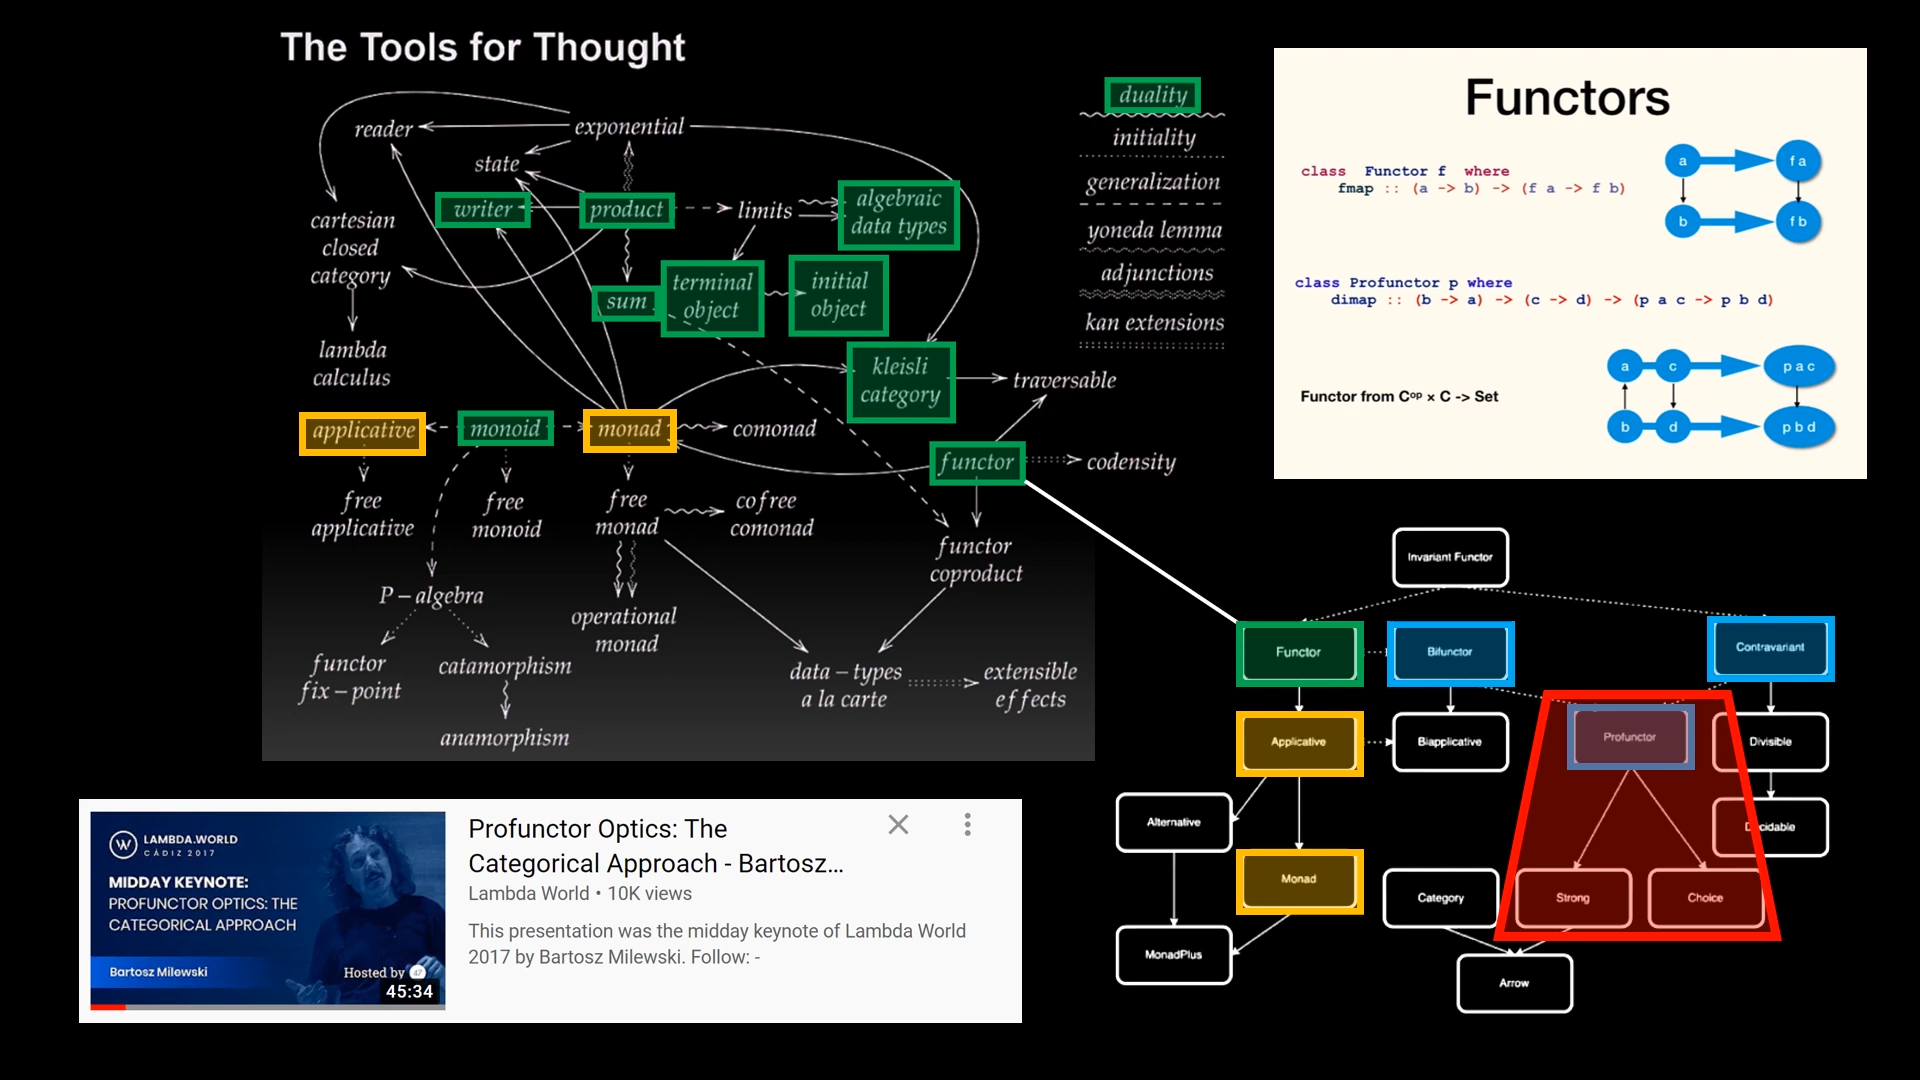 The Tools for Thought
reader
exponential
state
writer
product
limits
algebraic
data types
cartesian
closed
category
terminal
object
initial
object
sum
lambda
calculus
kleisli
category
traversable
applicative
monoid
monad
comonad
functor
codensity
free
applicative
free
monoid
free
monad
cofree
comonad
functor
coproduct
P – algebra
operational
monad
functor
fix – point
catamorphism
data – types
a la carte
extensible
effects
anamorphism
duality
initiality
generalization
yoneda lemma
adjunctions
kan extensions
Functors
class Functor f where
fmap :: (a -> b) -> (f a -> f b)
a
f a
b
f b
class Profunctor p where
dimap :: (b -> a) -> (c -> d) -> (p a c -> p b d)
Functor from Cᵒᵖ × C -> Set
a
c
p a c
b
d
p b d
Invariant Functor
Functor
Bifunctor
Contravariant
Applicative
Biapplicative
Profunctor
Divisible
Alternative
Decidable
Monad
Category
Strong
Choice
MonadPlus
Arrow
W
LAMBDA.WORLD
CÁDIZ 2017
MIDDAY KEYNOTE:
PROFUNCTOR OPTICS: THE
CATEGORICAL APPROACH
Bartosz Milewski
Hosted by 47
45:34
Profunctor Optics: The
Categorical Approach - Bartosz...
Lambda World • 10K views
This presentation was the midday keynote of Lambda World
2017 by Bartosz Milewski. Follow: -